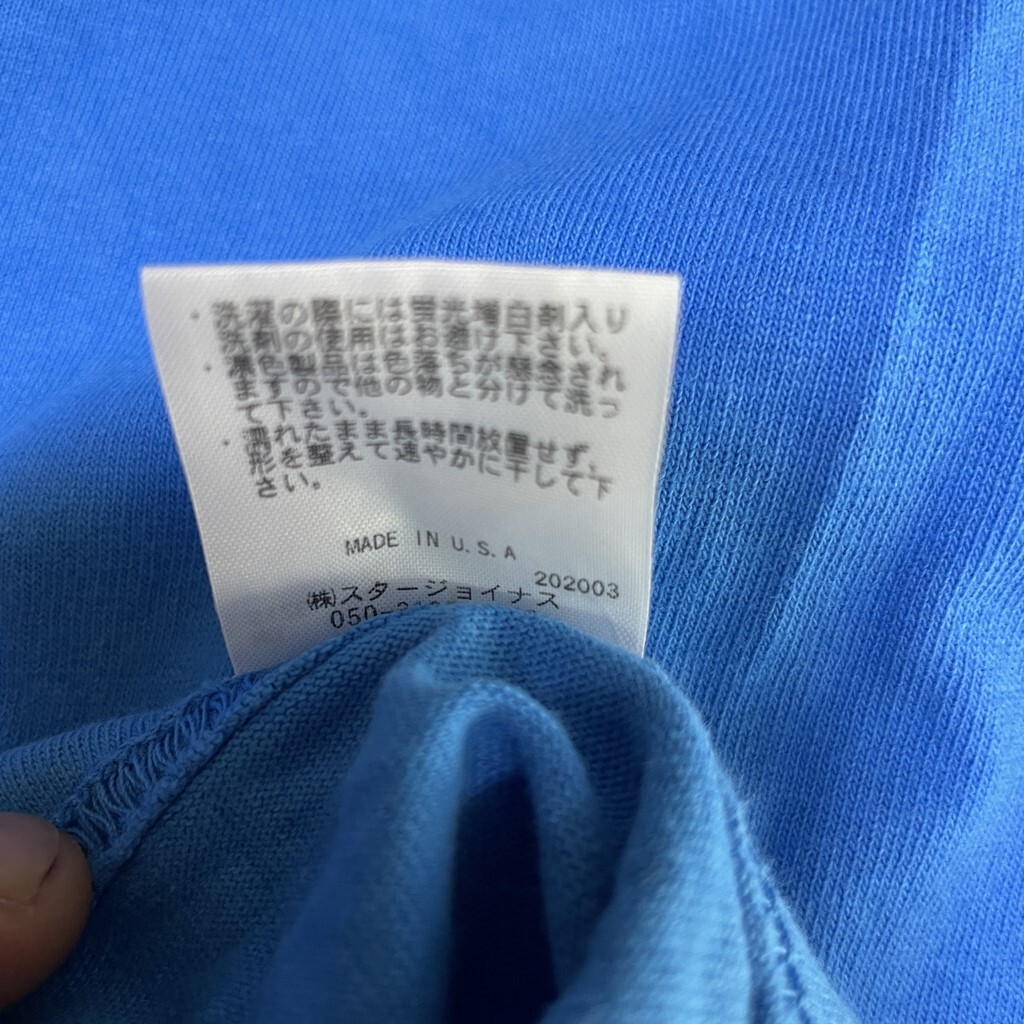 ・洗濯の際には蛍光増白剤入り
洗剤の使用はお避け下さい。
・濃色製品は色落ちが懸念され
ますので他の物と分けて洗っ
て下さい。
・濡れたまま長時間放置せず、
形を整えて速やかに干して下
さい。
MADE IN U.S.A
202003
(株)スタージョイナス
050-